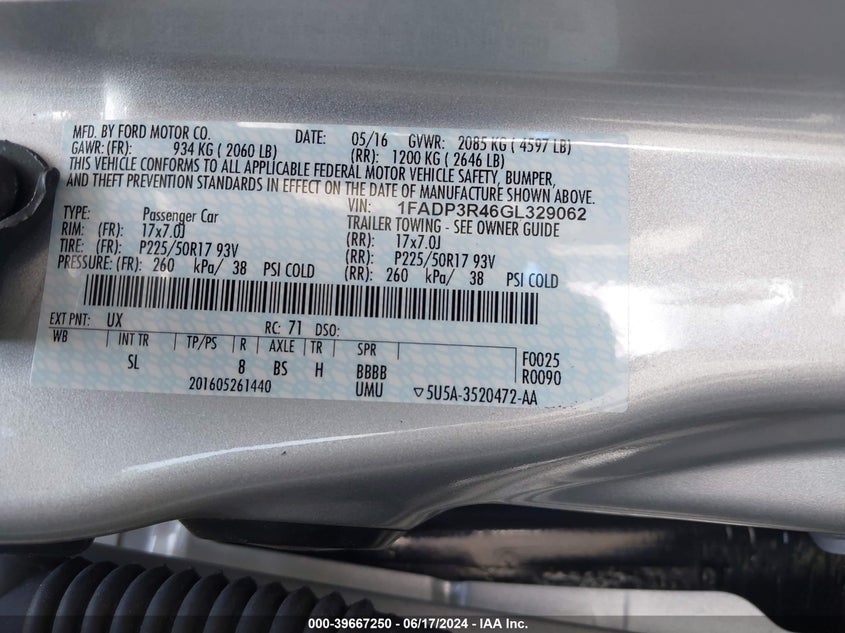 MFD. BY FORD MOTOR CO. DATE: 05/16 GVWR: 2085 KG ( 4597 LB)
GAWR: (FR): 934 KG ( 2060 LB) (RR): 1200 KG ( 2646 LB)
THIS VEHICLE CONFORMS TO ALL APPLICABLE FEDERAL MOTOR VEHICLE SAFETY, BUMPER,
AND THEFT PREVENTION STANDARDS IN EFFECT ON THE DATE OF MANUFACTURE SHOWN ABOVE.
VIN: 1FADP3R46GL329062
TYPE: Passenger Car TRAILER TOWING - SEE OWNER GUIDE
RIM: (FR): 17x7.0J (RR): 17x7.0J
TIRE: (FR): P225/50R17 93V (RR): P225/50R17 93V
PRESSURE: (FR): 260 kPa/ 38 PSI COLD (RR): 260 kPa/ 38 PSI COLD
EXT PNT: UX RC: 71 DSO:
WB INT TR TP/PS R AXLE TR SPR F0025
SL 8 BS H BBBB R0090
201605261440 UMU ▽5U5A-3520472-AA
000-39667250 - 06/17/2024 - IAA Inc.